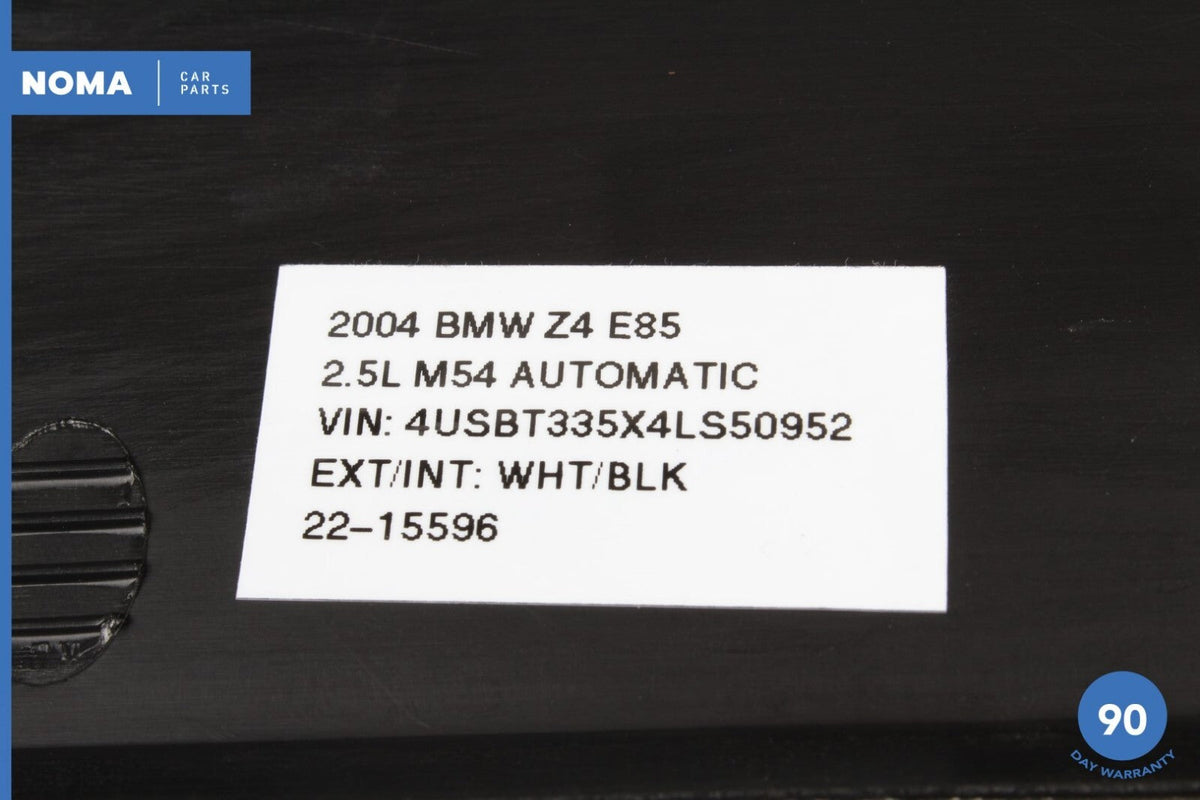 NOMA
CAR
PARTS
2004 BMW Z4 E85
2.5L M54 AUTOMATIC
VIN: 4USBT335X4LS50952
EXT/INT: WHT/BLK
22-15596
90
DAY WARRANTY